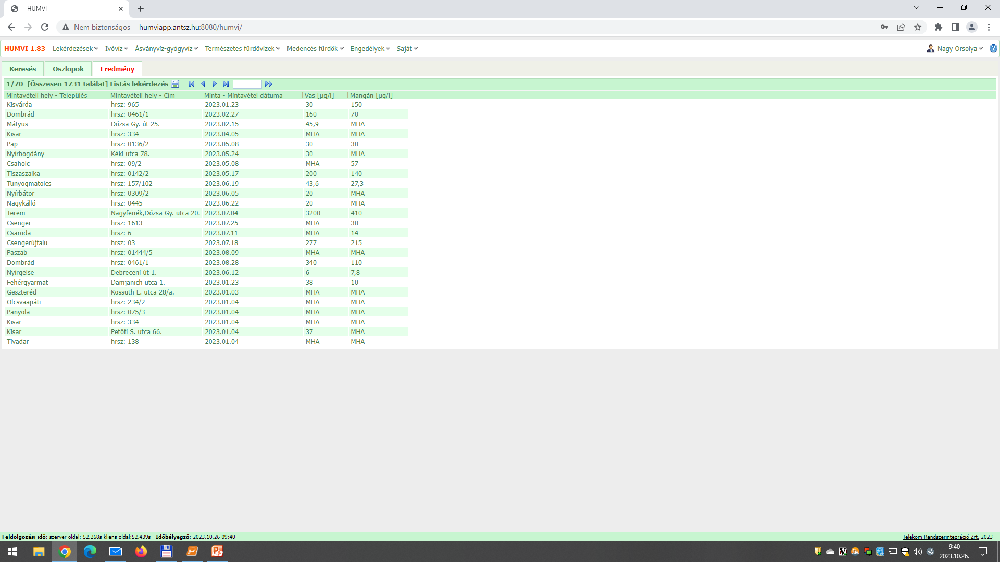 - HUMVI
Nem biztonságos humviapp.antsz.hu:8080/humvi/
HUMVI 1.83 Lekérdezések Ivóvíz Ásványvíz-gyógyvíz Természetes fürdővizek Medencés fürdők Engedélyek Saját Nagy Orsolya
Keresés Oszlopok Eredmény
1/70 [Összesen 1731 találat] Listás lekérdezés
Mintavételi hely - Település Mintavételi hely - Cím Minta - Mintavétel dátuma Vas [µg/l] Mangán [µg/l]
Kisvárda hrsz: 965 2023.01.23 30 150
Dombrád hrsz: 0461/1 2023.02.27 160 70
Mátyus Dózsa Gy. út 25. 2023.02.15 45,9 MHA
Kisar hrsz: 334 2023.04.05 MHA MHA
Pap hrsz: 0136/2 2023.05.08 30 30
Nyírbogdány Kéki utca 78. 2023.05.24 30 MHA
Csaholc hrsz: 09/2 2023.05.08 MHA 57
Tiszaszalka hrsz: 0142/2 2023.05.17 200 140
Tunyogmatolcs hrsz: 157/102 2023.06.19 43,6 27,3
Nyírbátor hrsz: 0309/2 2023.06.05 20 MHA
Nagykálló hrsz: 0445 2023.06.22 20 MHA
Terem Nagyfenék,Dózsa Gy. utca 20. 2023.07.04 3200 410
Csenger hrsz: 1613 2023.07.25 MHA 30
Csaroda hrsz: 6 2023.07.11 MHA 14
Csengerújfalu hrsz: 03 2023.07.18 277 215
Paszab hrsz: 01444/5 2023.08.09 MHA MHA
Dombrád hrsz: 0461/1 2023.08.28 340 110
Nyírgelse Debreceni út 1. 2023.06.12 6 7,8
Fehérgyarmat Damjanich utca 1. 2023.01.23 38 10
Geszteréd Kossuth L. utca 28/a. 2023.01.03 MHA MHA
Olcsvaapáti hrsz: 234/2 2023.01.04 MHA MHA
Panyola hrsz: 075/3 2023.01.04 MHA MHA
Kisar hrsz: 334 2023.01.04 MHA MHA
Kisar Petőfi S. utca 66. 2023.01.04 37 MHA
Tivadar hrsz: 138 2023.01.04 MHA MHA
Feldolgozási idő: szerver oldal: 52,268s kliens oldal:52,439s Időbélyegző: 2023.10.26 09:40 Telekom Rendszerintegráció Zrt. 2023
9:40
2023.10.26.